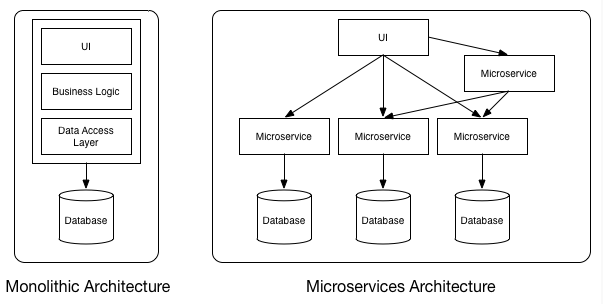 UI
Business Logic
Data Access
Layer
Database
Monolithic Architecture
UI
Microservice
Microservice
Microservice
Microservice
Database
Database
Database
Microservices Architecture